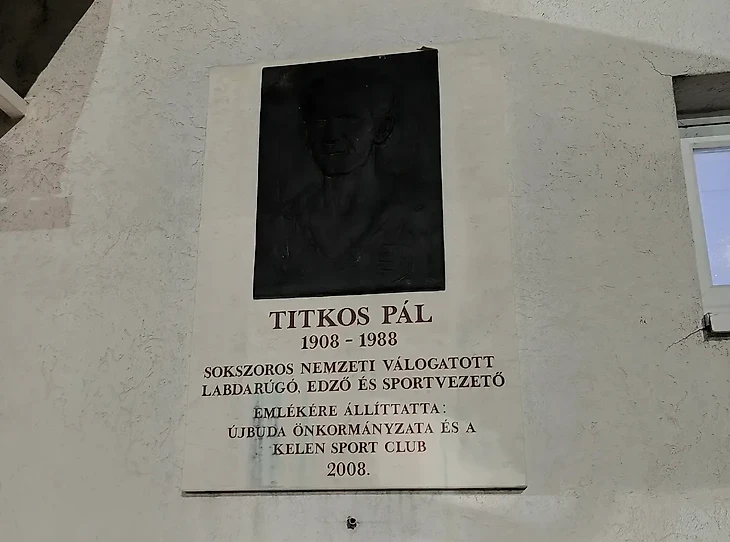 TITKOS PÁL
1908 - 1988
SOKSZOROS NEMZETI VÁLOGATOTT
LABDARÚGÓ, EDZŐ ÉS SPORTVEZETŐ
EMLÉKÉRE ÁLLÍTTATTA:
ÚJBUDA ÖNKORMÁNYZATA ÉS A
KELEN SPORT CLUB
2008.